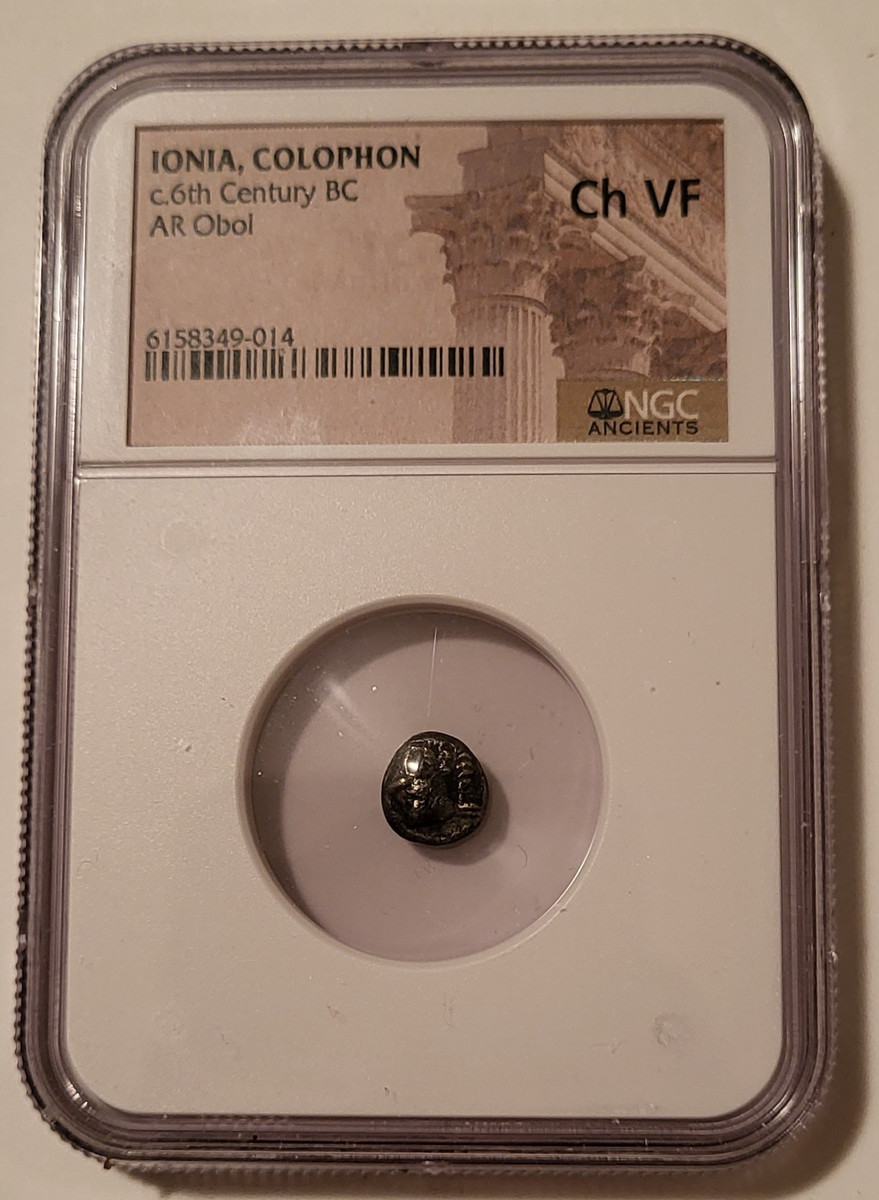 IONIA, COLOPHON
c.6th Century BC
AR Obol
Ch VF
6158349-014
NGC
ANCIENTS